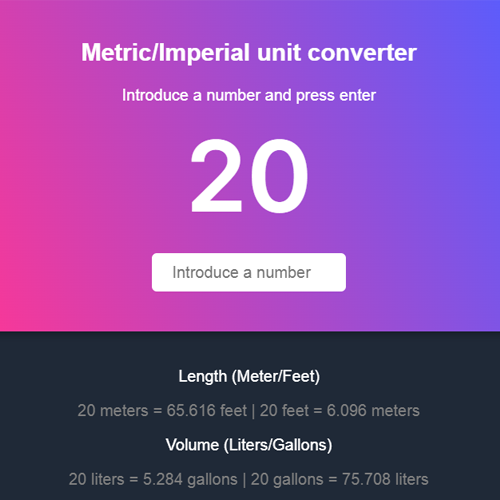 Metric/Imperial unit converter
Introduce a number and press enter
20
Introduce a number
Length (Meter/Feet)
20 meters = 65.616 feet | 20 feet = 6.096 meters
Volume (Liters/Gallons)
20 liters = 5.284 gallons | 20 gallons = 75.708 liters